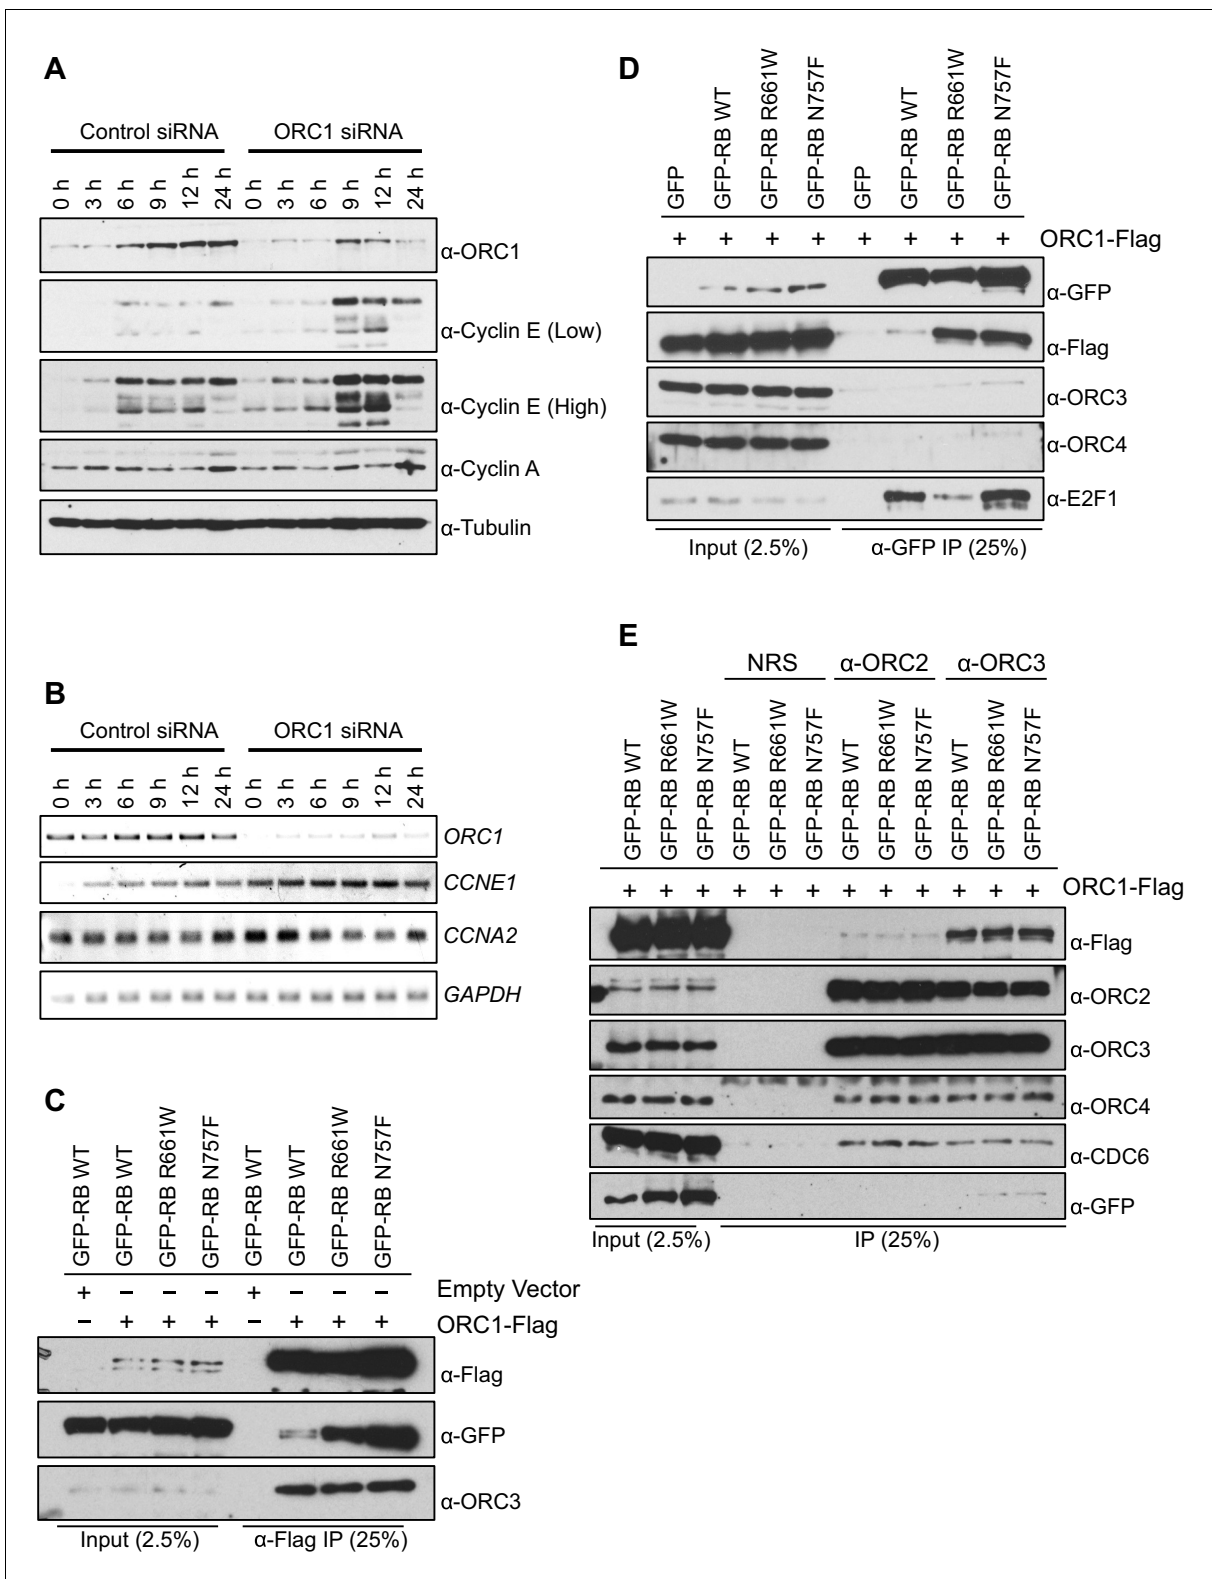 A
Control siRNA ORC1 siRNA
0 h 3 h 6 h 9 h 12 h 24 h 0 h 3 h 6 h 9 h 12 h 24 h
α-ORC1
α-Cyclin E (Low)
α-Cyclin E (High)
α-Cyclin A
α-Tubulin
B
Control siRNA ORC1 siRNA
0 h 3 h 6 h 9 h 12 h 24 h 0 h 3 h 6 h 9 h 12 h 24 h
ORC1
CCNE1
CCNA2
GAPDH
C
GFP-RB WT GFP-RB WT GFP-RB R661W GFP-RB N757F GFP-RB WT GFP-RB WT GFP-RB R661W GFP-RB N757F
+ – – – + – – – Empty Vector
– + + + – + + + ORC1-Flag
α-Flag
α-GFP
α-ORC3
Input (2.5%) α-Flag IP (25%)
D
GFP GFP-RB WT GFP-RB R661W GFP-RB N757F GFP GFP-RB WT GFP-RB R661W GFP-RB N757F
+ + + + + + + + ORC1-Flag
α-GFP
α-Flag
α-ORC3
α-ORC4
α-E2F1
Input (2.5%) α-GFP IP (25%)
E
NRS α-ORC2 α-ORC3
GFP-RB WT GFP-RB R661W GFP-RB N757F GFP-RB WT GFP-RB R661W GFP-RB N757F GFP-RB WT GFP-RB R661W GFP-RB N757F GFP-RB WT GFP-RB R661W GFP-RB N757F
+ + + + + + + + + + + + ORC1-Flag
α-Flag
α-ORC2
α-ORC3
α-ORC4
α-CDC6
α-GFP
Input (2.5%) IP (25%)